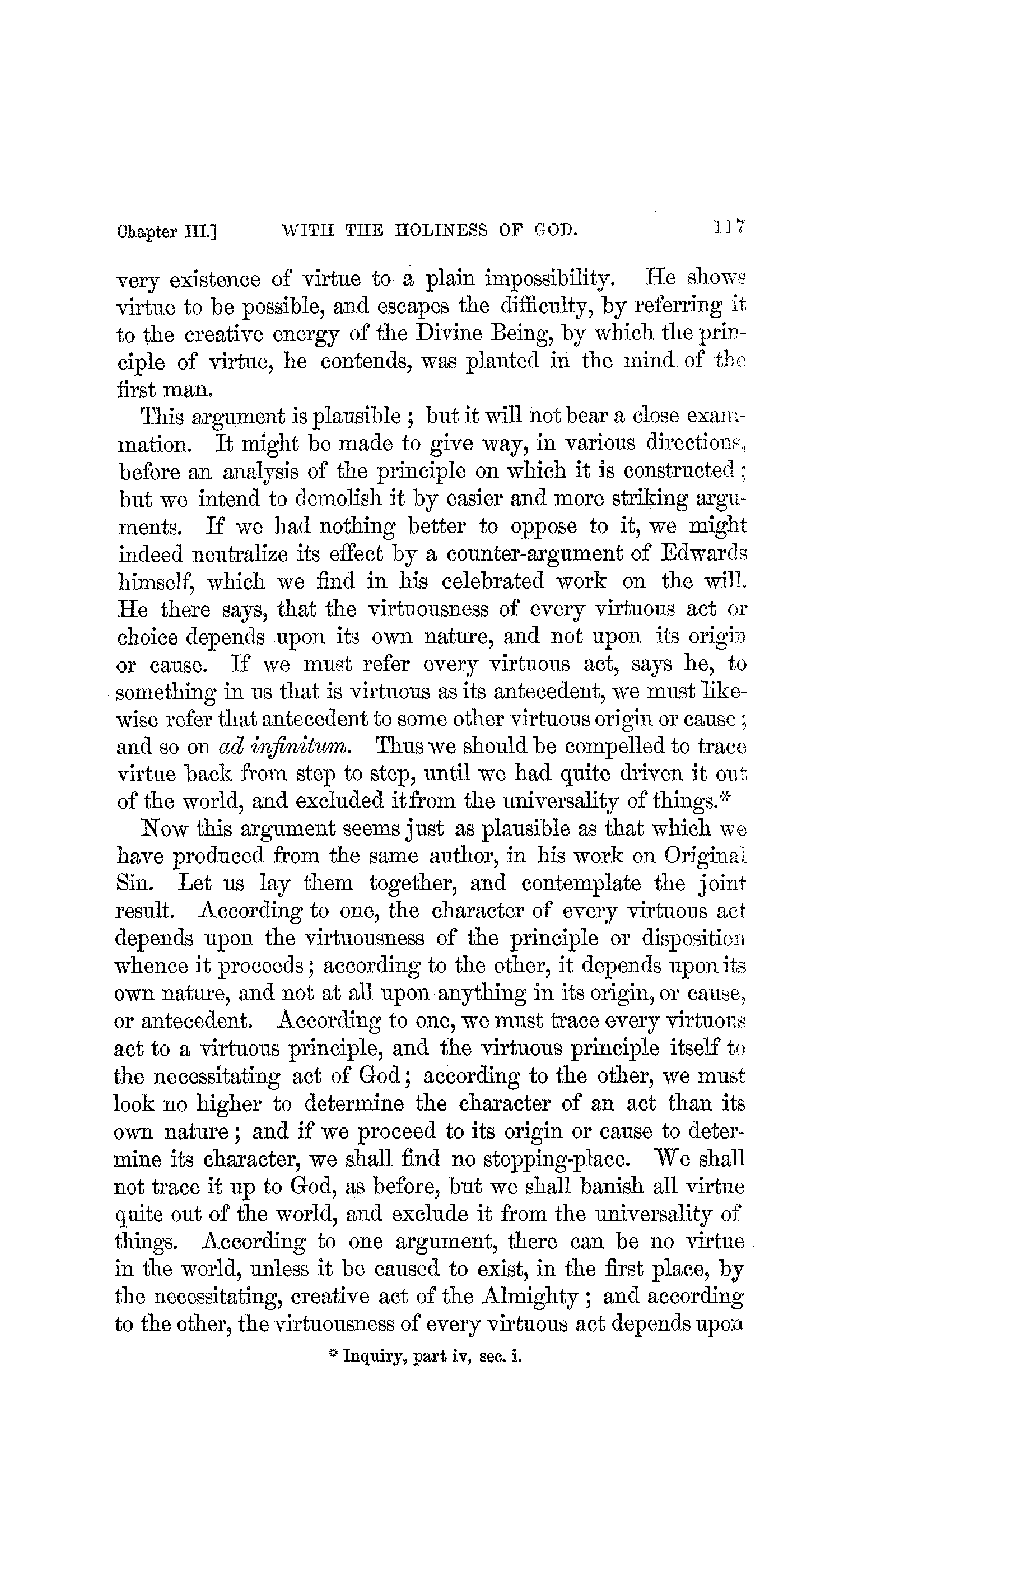 Chapter III.] WITH THE HOLINESS OF GOD. 117
very existence of virtue to a plain impossibility. He shows
virtue to be possible, and escapes the difficulty, by referring it
to the creative energy of the Divine Being, by which the prin-
ciple of virtue, he contends, was planted in the mind of the
first man.
This argument is plausible ; but it will not bear a close exam-
mation. It might be made to give way, in various directions,
before an analysis of the principle on which it is constructed ;
but we intend to demolish it by easier and more striking argu-
ments. If we had nothing better to oppose to it, we might
indeed neutralize its effect by a counter-argument of Edwards
himself, which we find in his celebrated work on the will.
He there says, that the virtuousness of every virtuous act or
choice depends upon its own nature, and not upon its origin
or cause. If we must refer every virtuous act, says he, to
something in us that is virtuous as its antecedent, we must like-
wise refer that antecedent to some other virtuous origin or cause ;
and so on ad infinitum. Thus we should be compelled to trace
virtue back from step to step, until we had quite driven it out
of the world, and excluded it from the universality of things.*
Now this argument seems just as plausible as that which we
have produced from the same author, in his work on Original
Sin. Let us lay them together, and contemplate the joint
result. According to one, the character of every virtuous act
depends upon the virtuousness of the principle or disposition
whence it proceeds ; according to the other, it depends upon its
own nature, and not at all upon anything in its origin, or cause,
or antecedent. According to one, we must trace every virtuous
act to a virtuous principle, and the virtuous principle itself to
the necessitating act of God ; according to the other, we must
look no higher to determine the character of an act than its
own nature ; and if we proceed to its origin or cause to deter-
mine its character, we shall find no stopping-place. We shall
not trace it up to God, as before, but we shall banish all virtue
quite out of the world, and exclude it from the universality of
things. According to one argument, there can be no virtue
in the world, unless it be caused to exist, in the first place, by
the necessitating, creative act of the Almighty ; and according
to the other, the virtuousness of every virtuous act depends upon
* Inquiry, part iv, sec. i.